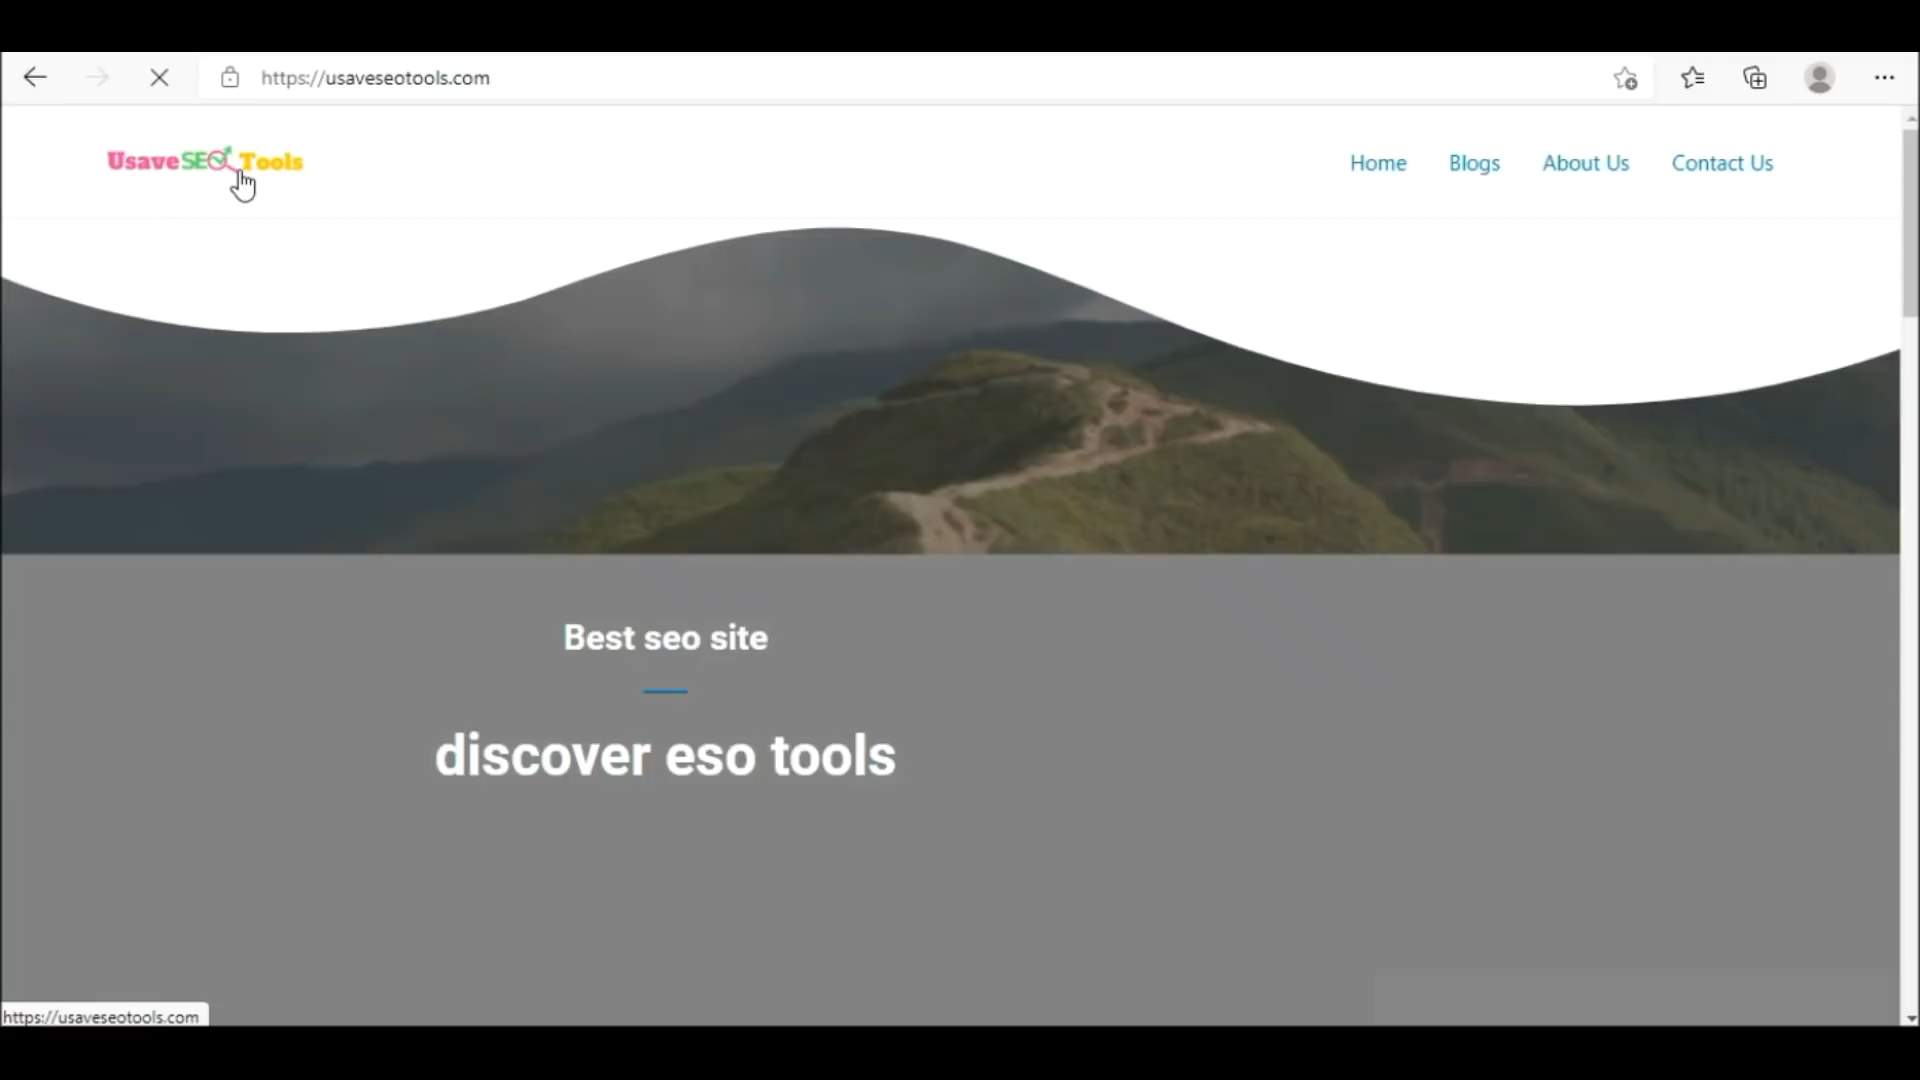 https://usaveseotools.com
UsaveSEO Tools
Home Blogs About Us Contact Us
Best seo site
discover eso tools
https://usaveseotools.com